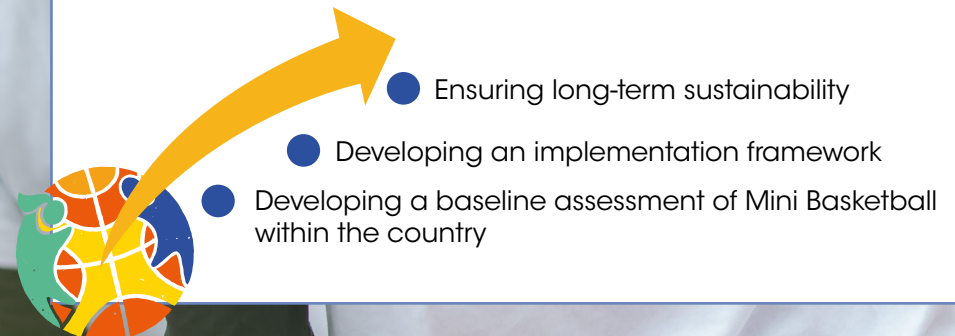 Ensuring long-term sustainability
Developing an implementation framework
Developing a baseline assessment of Mini Basketball
within the country